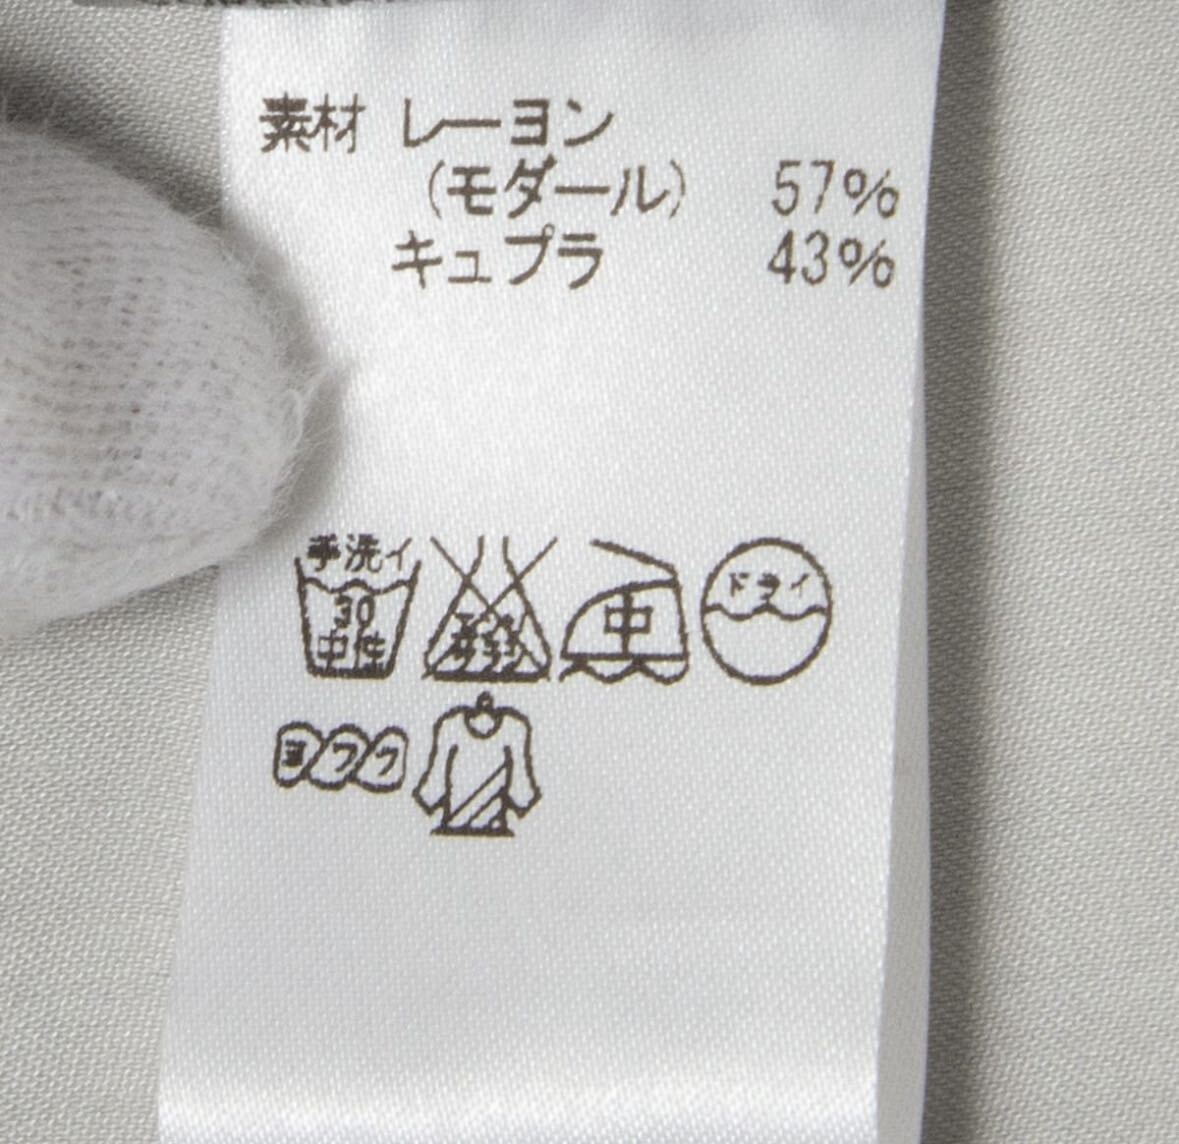 素材 レーヨン
(モダール) 57%
キュプラ 43%
手洗イ
30
中性
中
ドライ
ヨワク